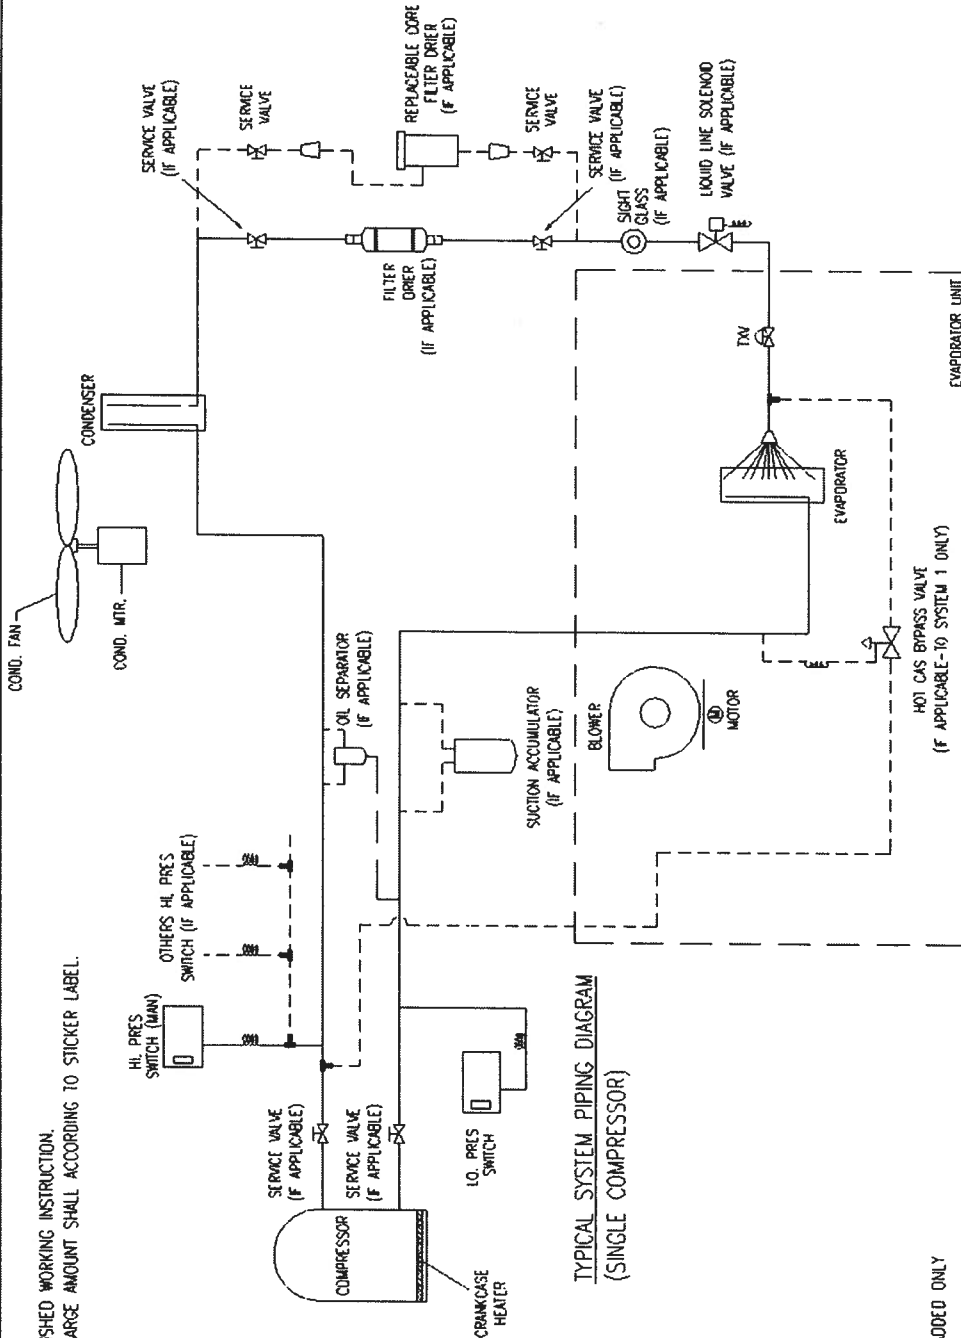 SHED WORKING INSTRUCTION.
ARGE AMOUNT SHALL ACCORDING TO STICKER LABEL.
COND. FAN
COND. MTR.
CONDENSER
SERVICE VALVE
(IF APPLICABLE)
SERVICE
VALVE
REPLACEABLE CORE
FILTER DRIER
(IF APPLICABLE)
SERVICE
VALVE
SERVICE VALVE
(IF APPLICABLE)
FILTER
DRIER
(IF APPLICABLE)
SIGHT
GLASS
(IF APPLICABLE)
LIQUID LINE SOLENOID
VALVE (IF APPLICABLE)
HI. PRES
SWITCH (MAN)
OTHERS HI. PRES
SWITCH (IF APPLICABLE)
OIL SEPARATOR
(IF APPLICABLE)
SUCTION ACCUMULATOR
(IF APPLICABLE)
SERVICE VALVE
(IF APPLICABLE)
SERVICE VALVE
(IF APPLICABLE)
COMPRESSOR
CRANKCASE
HEATER
LO. PRES
SWITCH
BLOWER
M
MOTOR
TXV
EVAPORATOR
EVAPORATOR UNIT
HOT GAS BYPASS VALVE
(IF APPLICABLE-TO SYSTEM 1 ONLY)
TYPICAL SYSTEM PIPING DIAGRAM
(SINGLE COMPRESSOR)
DDED ONLY